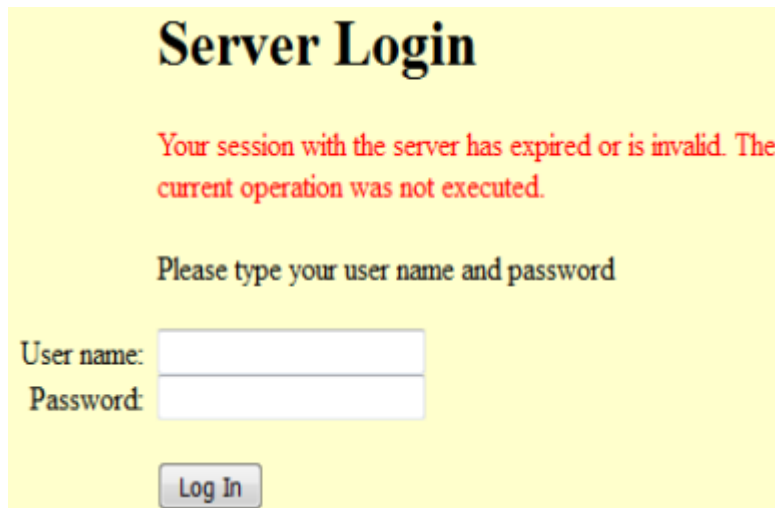 Server Login
Your session with the server has expired or is invalid. The
current operation was not executed.
Please type your user name and password
User name:
Password:
Log In